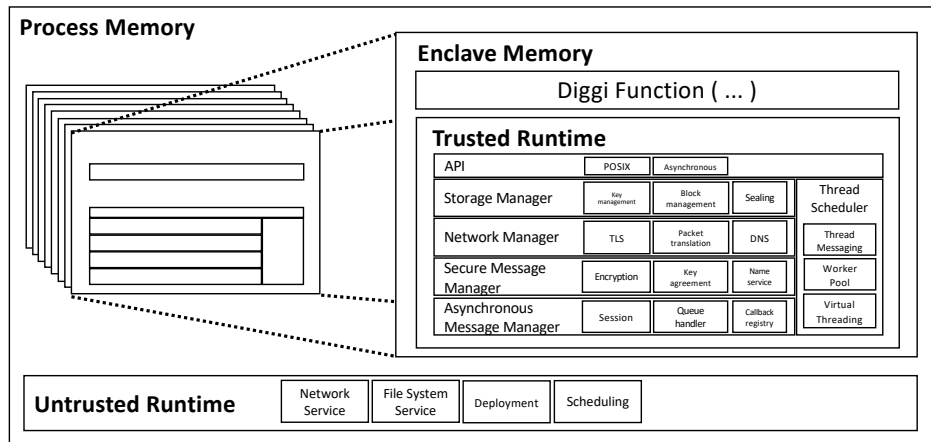 Process Memory
Enclave Memory
Diggi Function ( ... )
Trusted Runtime
API
POSIX
Asynchronous
Storage Manager
Key
management
Block
management
Sealing
Thread
Scheduler
Network Manager
TLS
Packet
translation
DNS
Thread
Messaging
Secure Message
Manager
Encryption
Key
agreement
Name
service
Worker
Pool
Asynchronous
Message Manager
Session
Queue
handler
Callback
registry
Virtual
Threading
Untrusted Runtime
Network
Service
File System
Service
Deployment
Scheduling